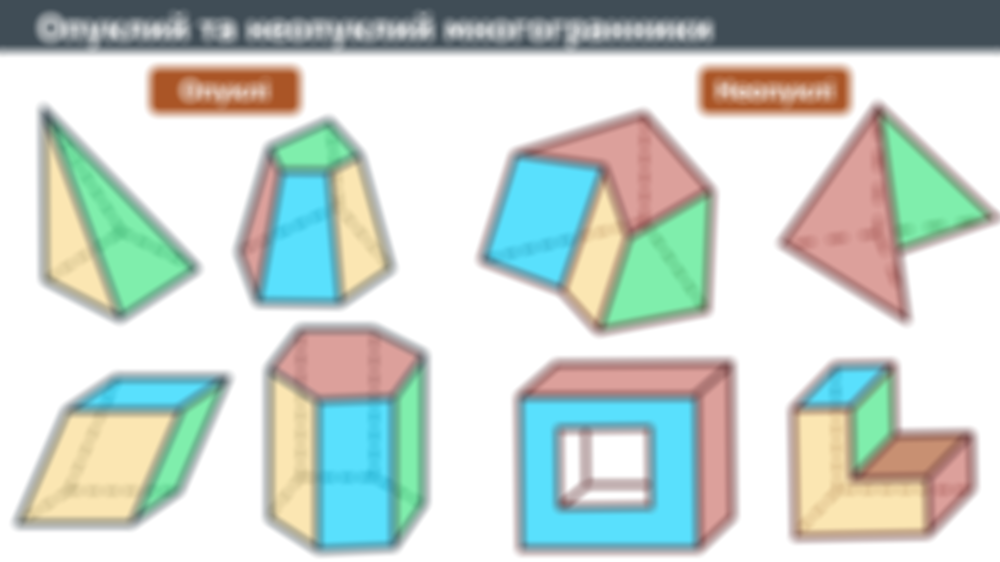 Опуклий та неопуклий многогранники
Опуклі
Неопуклі